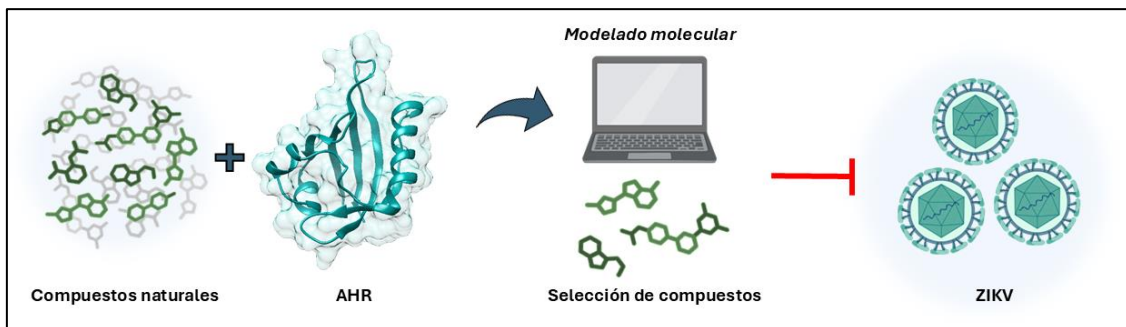 Modelado molecular
Compuestos naturales
AHR
Selección de compuestos
ZIKV